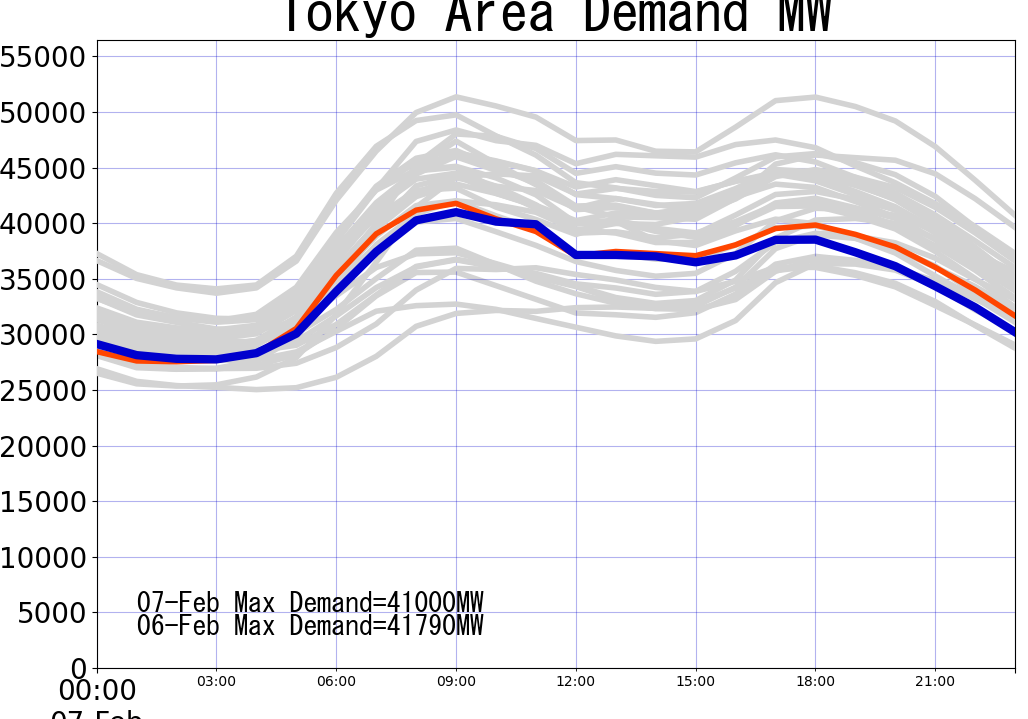 Tokyo Area Demand MW
55000
50000
45000
40000
35000
30000
25000
20000
15000
10000
5000
0
07-Feb Max Demand=41000MW
06-Feb Max Demand=41790MW
00:00 03:00 06:00 09:00 12:00 15:00 18:00 21:00
07-Feb